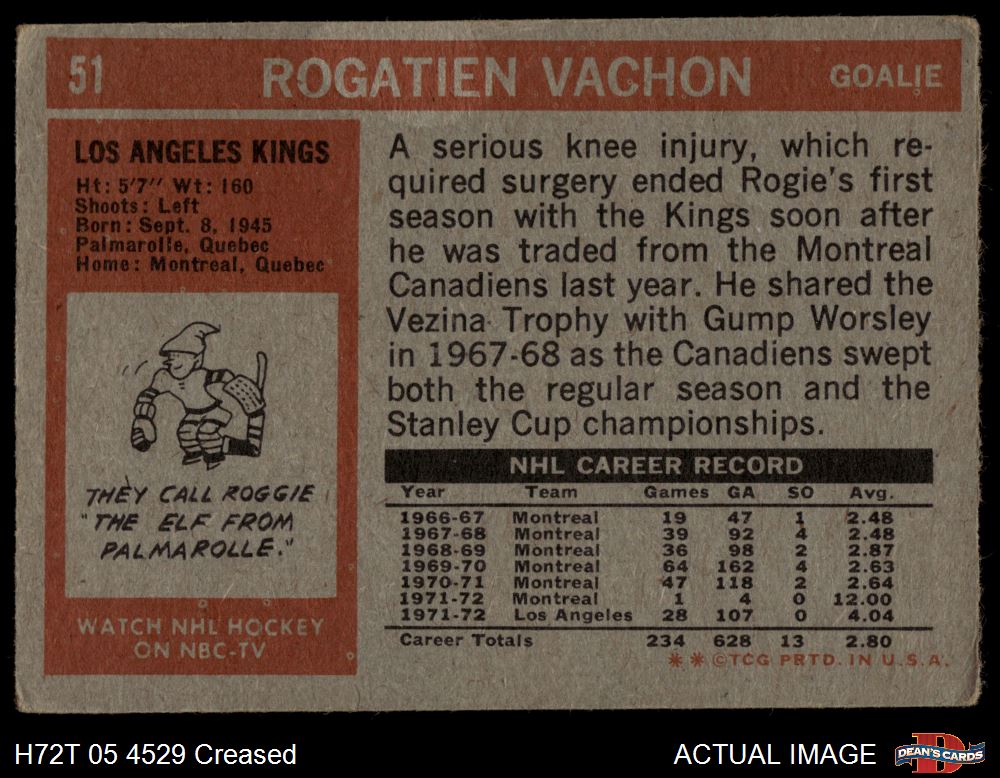 51 ROGATIEN VACHON GOALIE
LOS ANGELES KINGS
Ht: 5'7" Wt: 160
Shoots: Left
Born: Sept. 8, 1945
Palmarolle, Quebec
Home: Montreal, Quebec
THEY CALL ROGGIE
"THE ELF FROM
PALMAROLLE."
WATCH NHL HOCKEY
ON NBC-TV
A serious knee injury, which re-
quired surgery ended Rogie's first
season with the Kings soon after
he was traded from the Montreal
Canadiens last year. He shared the
Vezina Trophy with Gump Worsley
in 1967-68 as the Canadiens swept
both the regular season and the
Stanley Cup championships.
NHL CAREER RECORD
Year Team Games GA SO Avg.
1966-67 Montreal 19 47 1 2.48
1967-68 Montreal 39 92 4 2.48
1968-69 Montreal 36 98 2 2.87
1969-70 Montreal 64 162 4 2.63
1970-71 Montreal 47 118 2 2.64
1971-72 Montreal 1 4 0 12.00
1971-72 Los Angeles 28 107 0 4.04
Career Totals 234 628 13 2.80
* * ©TCG PRTD. IN U.S.A.
H72T 05 4529 Creased ACTUAL IMAGE DEAN'S CARDS